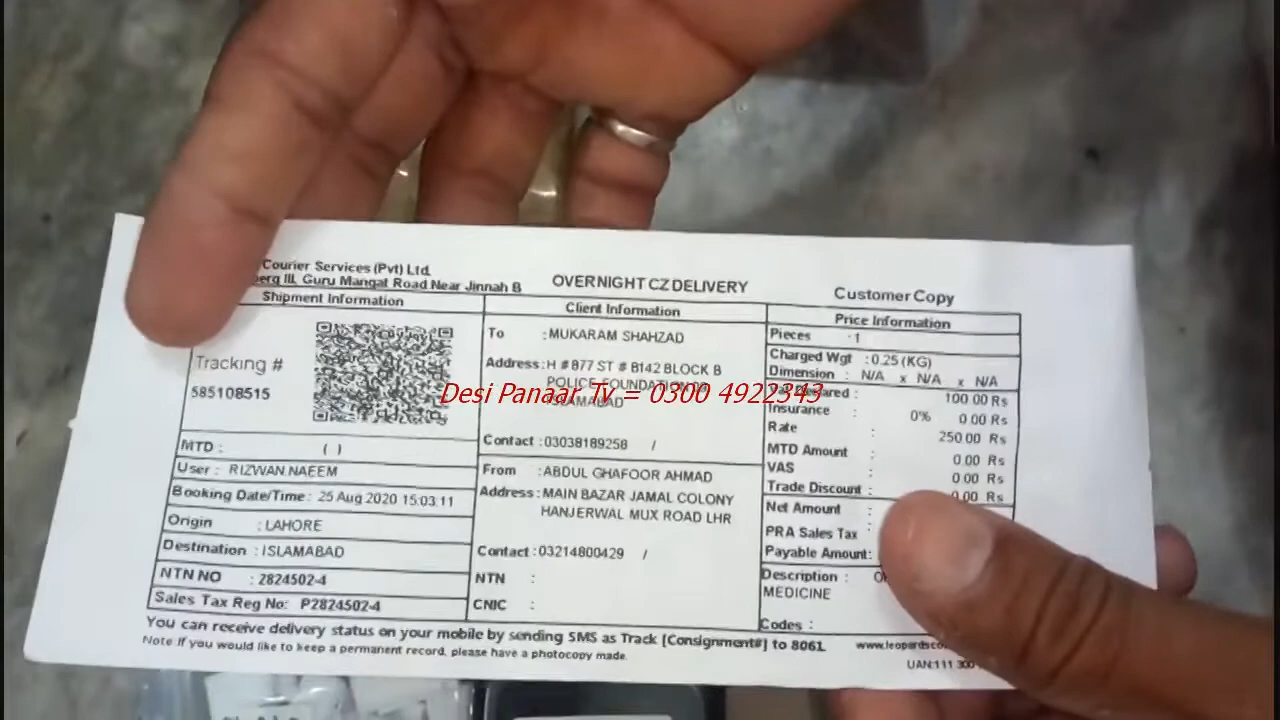 Courier Services (Pvt) Ltd.
berg III, Guru Mangat Road Near Jinnah B
OVERNIGHT CZ DELIVERY
Customer Copy
Shipment Information
Tracking #
585108515
MTD : ( )
User : RIZWAN.NAEEM
Booking Date/Time : 25 Aug 2020 15:03:11
Origin : LAHORE
Destination : ISLAMABAD
NTN NO : 2824502-4
Sales Tax Reg No: P2824502-4
Client Information
To : MUKARAM SHAHZAD
Address : H # 877 ST # B142 BLOCK B
POLICE FOUNDATION
ISLAMABAD
Contact : 03038189258 /
From : ABDUL GHAFOOR AHMAD
Address : MAIN BAZAR JAMAL COLONY
HANJERWAL MUX ROAD LHR
Contact : 03214800429 /
NTN :
CNIC :
Price Information
Pieces : 1
Charged Wgt : 0.25 (KG)
Dimension : N/A x N/A x N/A
Declared : 100.00 Rs
Insurance : 0% 0.00 Rs
Rate : 250.00 Rs
MTD Amount : 0.00 Rs
VAS : 0.00 Rs
Trade Discount : 0.00 Rs
Net Amount :
PRA Sales Tax :
Payable Amount:
Description :
MEDICINE
Codes :
You can receive delivery status on your mobile by sending SMS as Track [Consignment#] to 8061.
Note: If you would like to keep a permanent record, please have a photocopy made.
www.leopardsco
UAN:111 300
Desi Panaar Tv = 0300 4922343